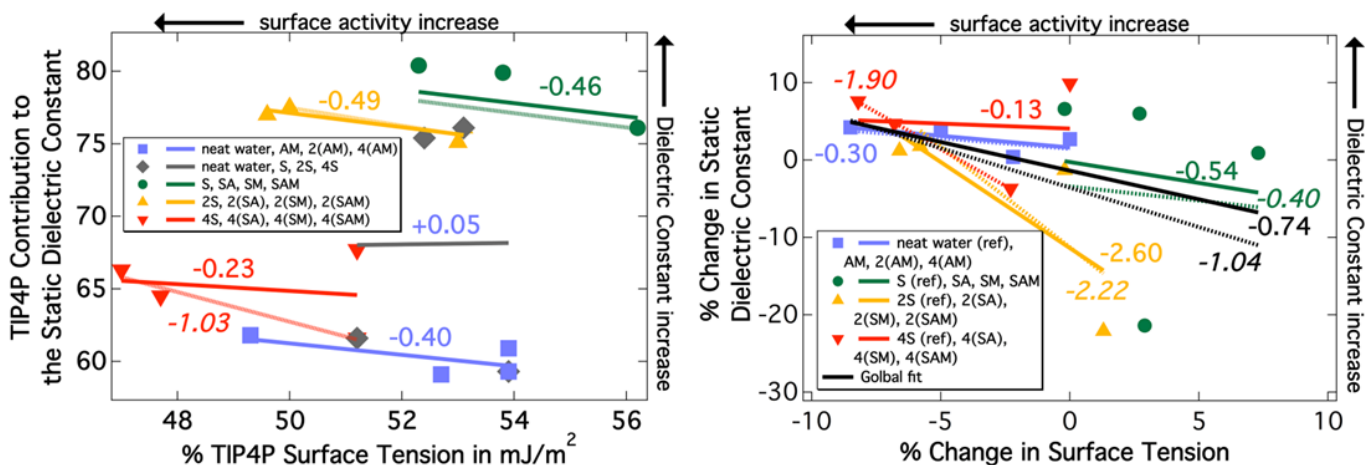 surface activity increase
TIP4P Contribution to
the Static Dielectric Constant
80
75
70
65
60
-0.49
-0.46
neat water, AM, 2(AM), 4(AM)
neat water, S, 2S, 4S
S, SA, SM, SAM
2S, 2(SA), 2(SM), 2(SAM)
4S, 4(SA), 4(SM), 4(SAM)
+0.05
-0.23
-1.03
-0.40
48
50
52
54
56
% TIP4P Surface Tension in mJ/m²
Dielectric Constant increase
surface activity increase
% Change in Static
Dielectric Constant
10
0
-10
-20
-30
-1.90
-0.13
-0.30
-0.54
-0.40
-0.74
-1.04
-2.60
-2.22
neat water (ref),
AM, 2(AM), 4(AM)
S (ref), SA, SM, SAM
2S (ref), 2(SA),
2(SM), 2(SAM)
4S (ref), 4(SA),
4(SM), 4(SAM)
Golbal fit
-10
-5
0
5
10
% Change in Surface Tension
Dielectric Constant increase